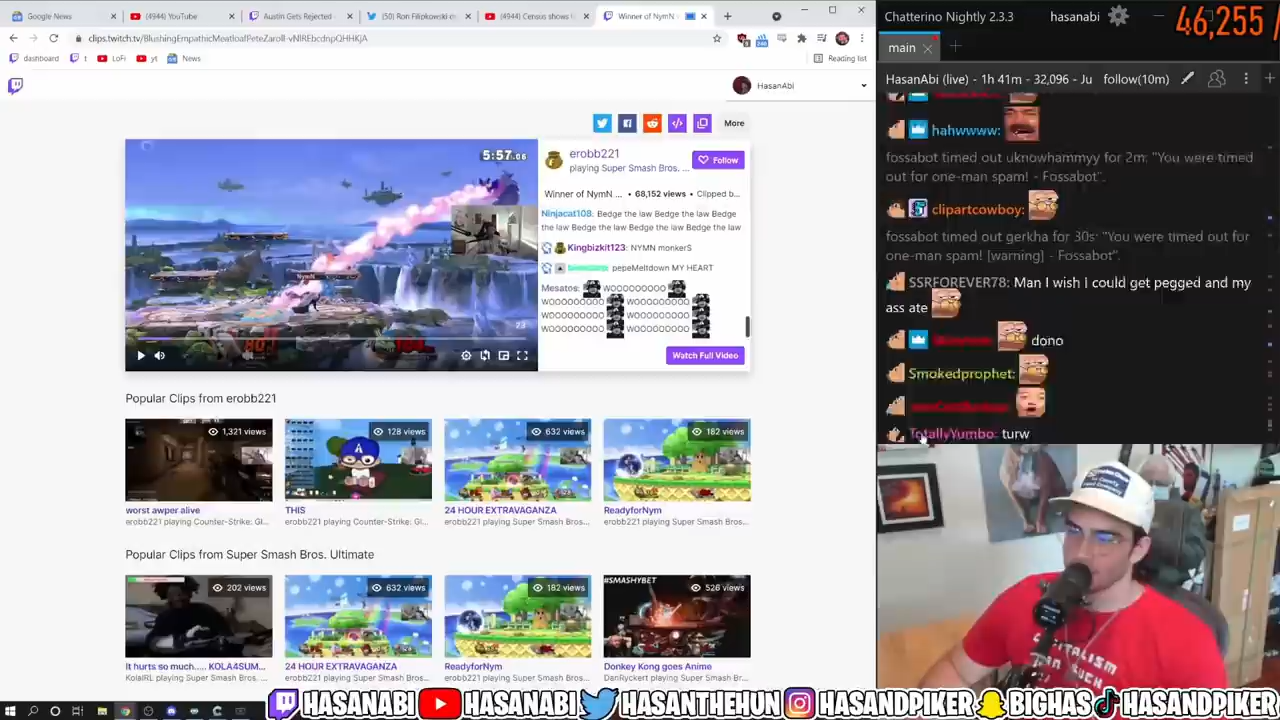 Google News
(4944) YouTube
Austin Gets Rejected
(50) Ron Filipkowski
(4944) Census shows
Winner of NymN
dashboard
t
LoFi
yt
News
Reading list
HasanAbi
More
5:57.06
NymN
erobb221
Follow
playing Super Smash Bros. ...
Winner of NymN ... • 68,152 views • Clipped b...
Ninjacat108: Bedge the law Bedge the law
Bedge the law Bedge the law Bedge the law
Kingbizkit123: NYMN monkerS
pepeMeltdown MY HEART
Mesatos: WOOOOOOOOO
WOOOOOOOOO WOOOOOOOOO
WOOOOOOOOO WOOOOOOOOO
WOOOOOOOOO WOOOOOOOOO
Watch Full Video
Popular Clips from erobb221
1,321 views
128 views
632 views
182 views
worst awper alive
THIS
24 HOUR EXTRAVAGANZA
ReadyforNym
erobb221 playing Counter-Strike: Gl...
erobb221 playing Counter-Strike: Gl...
erobb221 playing Super Smash Bros...
erobb221 playing Super Smash Bros...
Popular Clips from Super Smash Bros. Ultimate
202 views
632 views
182 views
#SMASHYBET
526 views
It hurts so much..... KOLA4SUM...
24 HOUR EXTRAVAGANZA
ReadyforNym
Donkey Kong goes Anime
KolaIRL playing Super Smash Br...
erobb221 playing Super Smash Bros...
erobb221 playing Super Smash Bros...
DanRyckert playing Super Smash B...
Chatterino Nightly 2.3.3
hasanabi
46,255 /
main
HasanAbi (live) - 1h 41m - 32,096 - Ju
follow(10m)
hahwwww:
fossabot timed out uknowhammyy for 2m: "You were timed
out for one-man spam! - Fossabot".
clipartcowboy:
fossabot timed out gerkha for 30s: "You were timed out for
one-man spam! [warning] - Fossabot".
SSRFOREVER78: Man I wish I could get pegged and my
ass ate
dono
Smokedprophet:
TotallyYumbo: turw
HASANABI
HASANABI
HASANTHEHUN
HASANDPIKER
BIGHAS
HASANDPIKER